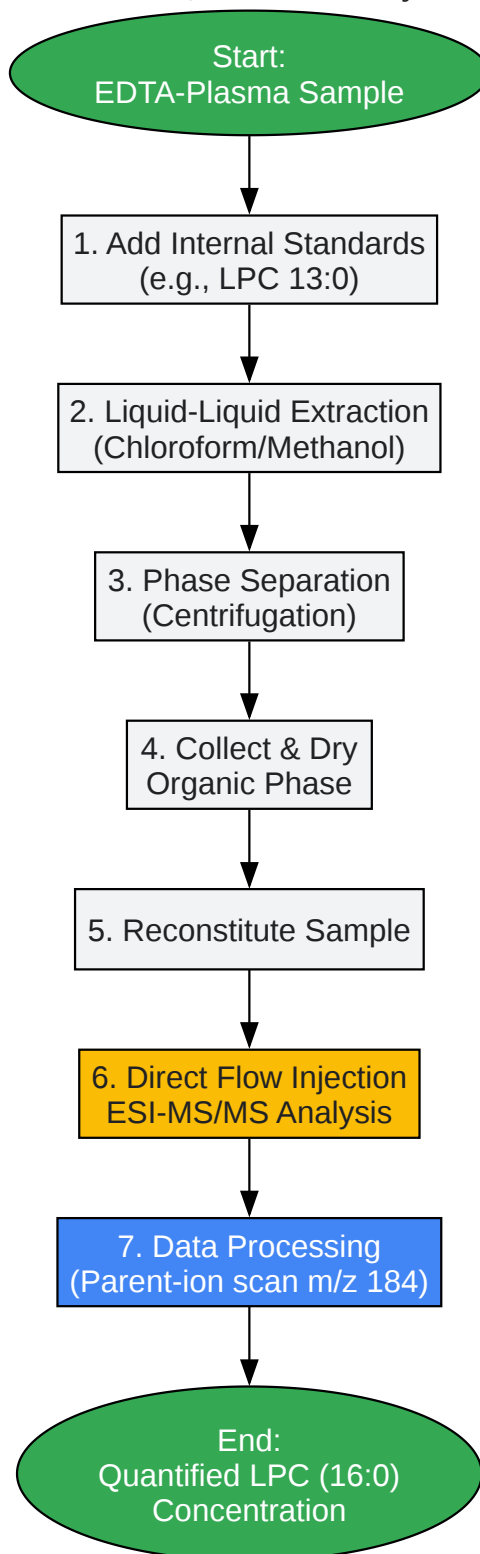 Start:
EDTA-Plasma Sample
1. Add Internal Standards
(e.g., LPC 13:0)
2. Liquid-Liquid Extraction
(Chloroform/Methanol)
3. Phase Separation
(Centrifugation)
4. Collect & Dry
Organic Phase
5. Reconstitute Sample
6. Direct Flow Injection
ESI-MS/MS Analysis
7. Data Processing
(Parent-ion scan m/z 184)
End:
Quantified LPC (16:0)
Concentration